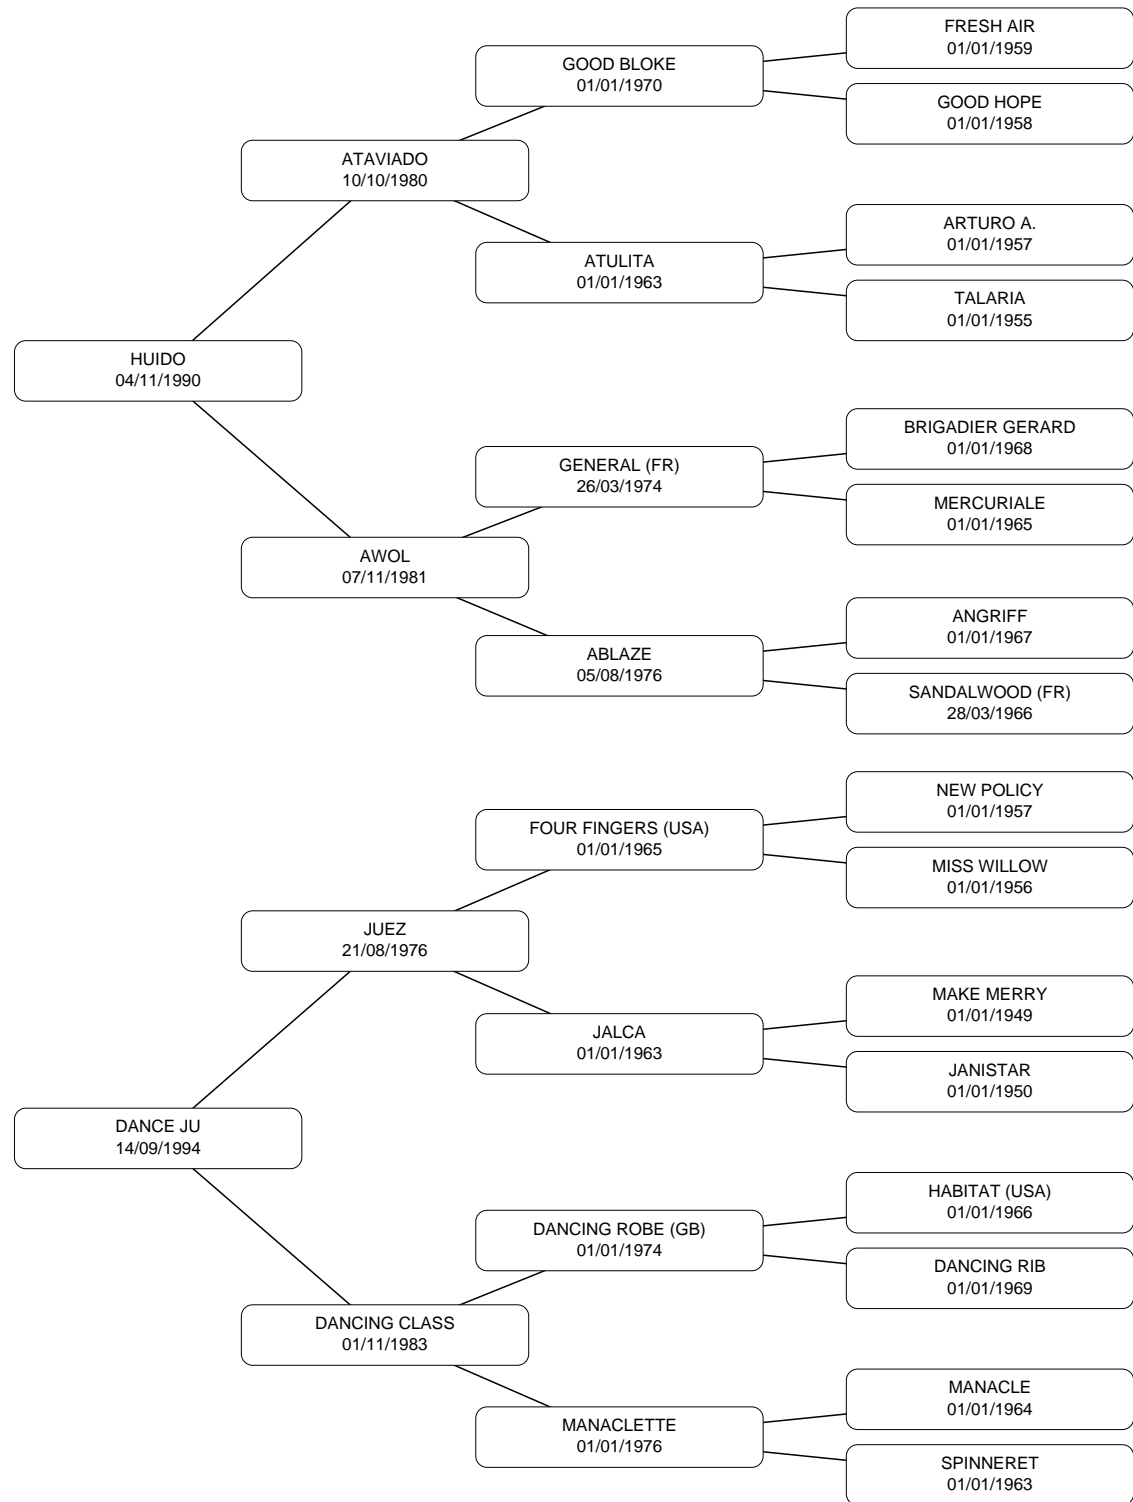 FRESH AIR
01/01/1959
GOOD BLOKE
01/01/1970
GOOD HOPE
01/01/1958
ATAVIADO
10/10/1980
ARTURO A.
01/01/1957
ATULITA
01/01/1963
TALARIA
01/01/1955
HUIDO
04/11/1990
BRIGADIER GERARD
01/01/1968
GENERAL (FR)
26/03/1974
MERCURIALE
01/01/1965
AWOL
07/11/1981
ANGRIFF
01/01/1967
ABLAZE
05/08/1976
SANDALWOOD (FR)
28/03/1966
NEW POLICY
01/01/1957
FOUR FINGERS (USA)
01/01/1965
MISS WILLOW
01/01/1956
JUEZ
21/08/1976
MAKE MERRY
01/01/1949
JALCA
01/01/1963
JANISTAR
01/01/1950
DANCE JU
14/09/1994
HABITAT (USA)
01/01/1966
DANCING ROBE (GB)
01/01/1974
DANCING RIB
01/01/1969
DANCING CLASS
01/11/1983
MANACLE
01/01/1964
MANACLETTE
01/01/1976
SPINNERET
01/01/1963